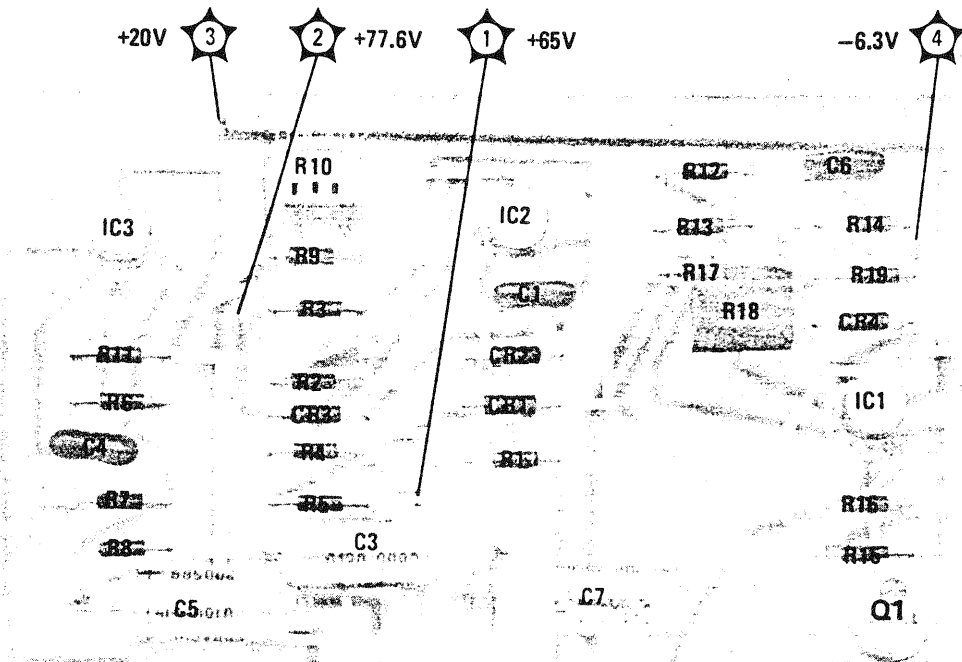 +20V 3 2 +77.6V 1 +65V −6.3V 4
R10 R12 C6
IC3 IC2 R13 R14
R9 R17 R19
C1
R3 R18 CR4
R11 CR2
R2
R6 CR3 CR1 IC1
C4 R4 R1
R7 R5 R16
R8 C3 R15
C5 C7 Q1